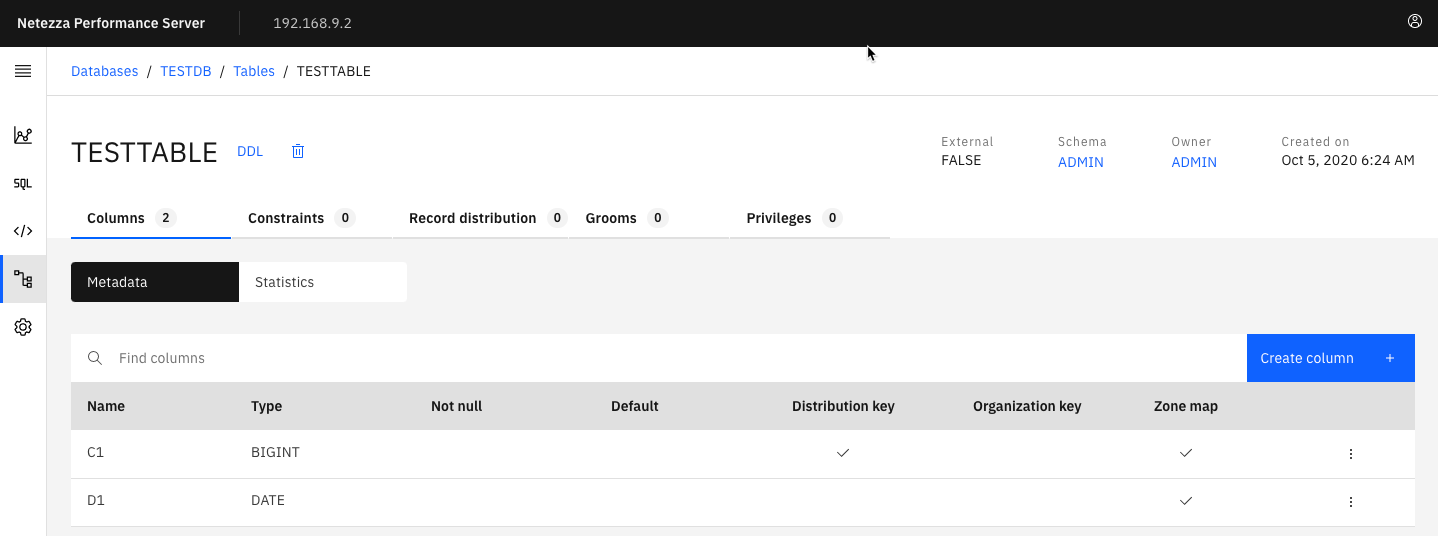 Netezza Performance Server 192.168.9.2
Databases / TESTDB / Tables / TESTTABLE
TESTTABLE DDL
External Schema Owner Created on
FALSE ADMIN ADMIN Oct 5, 2020 6:24 AM
SQL
Columns 2 Constraints 0 Record distribution 0 Grooms 0 Privileges 0
</>
Metadata Statistics
Find columns Create column +
Name Type Not null Default Distribution key Organization key Zone map
C1 BIGINT
D1 DATE